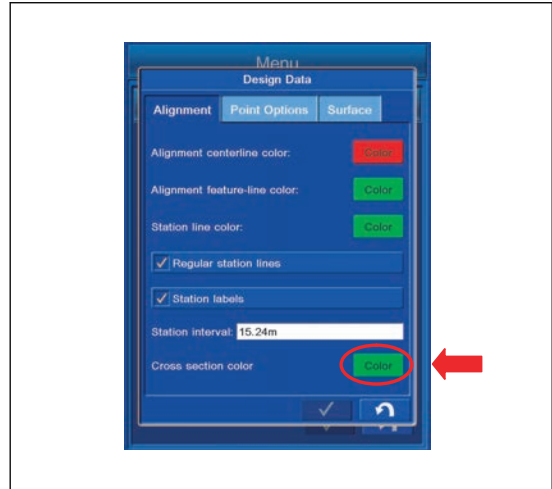 Menu
Design Data
Alignment Point Options Surface
Alignment centerline color: Color
Alignment feature-line color: Color
Station line color: Color
Regular station lines
Station labels
Station interval: 15.24m
Cross section color Color